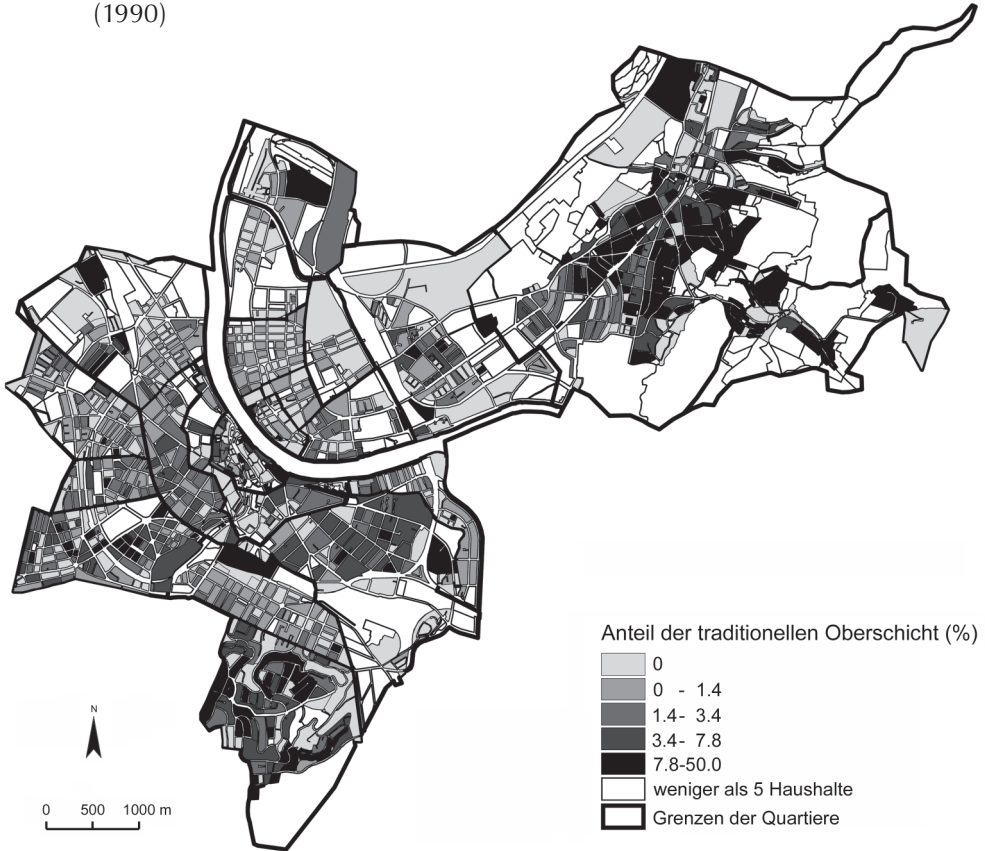 (1990)
Anteil der traditionellen Oberschicht (%)
0
0 - 1.4
1.4- 3.4
3.4- 7.8
7.8-50.0
weniger als 5 Haushalte
Grenzen der Quartiere
N
0 500 1000 m